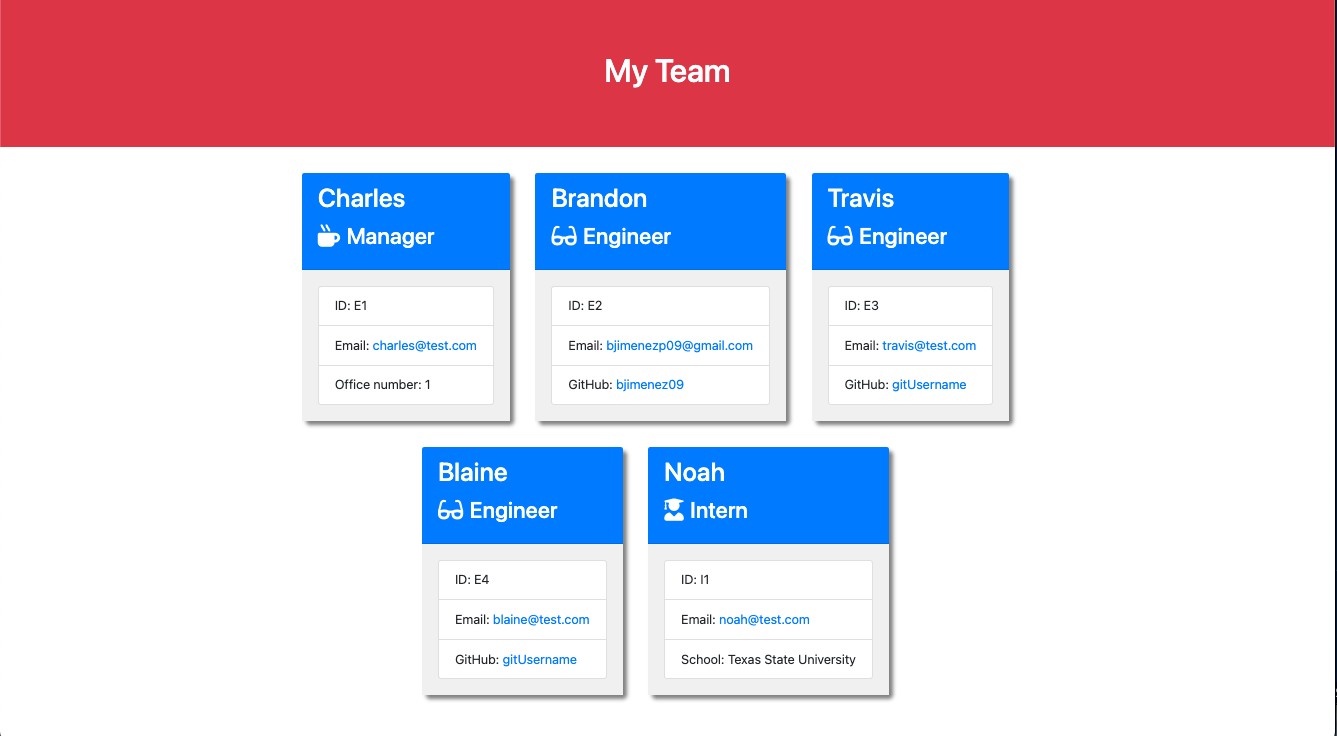 My Team
Charles
Manager
ID: E1
Email: charles@test.com
Office number: 1
Brandon
Engineer
ID: E2
Email: bjimenezp09@gmail.com
GitHub: bjimenez09
Travis
Engineer
ID: E3
Email: travis@test.com
GitHub: gitUsername
Blaine
Engineer
ID: E4
Email: blaine@test.com
GitHub: gitUsername
Noah
Intern
ID: I1
Email: noah@test.com
School: Texas State University